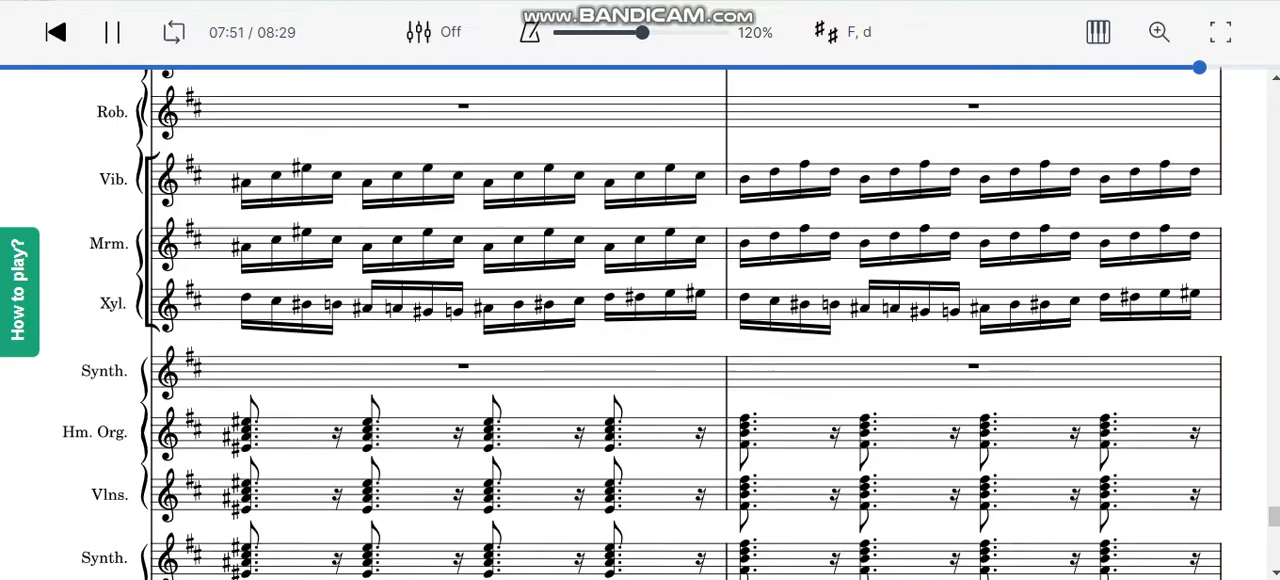 www.BANDICAM.com
07:51 / 08:29
Off
120%
F, d
How to play?
Rob.
Vib.
Mrm.
Xyl.
Synth.
Hm. Org.
Vlns.
Synth.